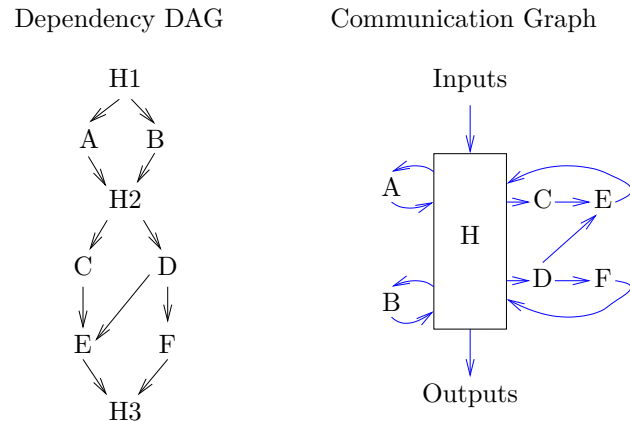 Dependency DAG
H1
A B
H2
C D
E F
H3
Communication Graph
Inputs
A
C E
H
D F
B
Outputs